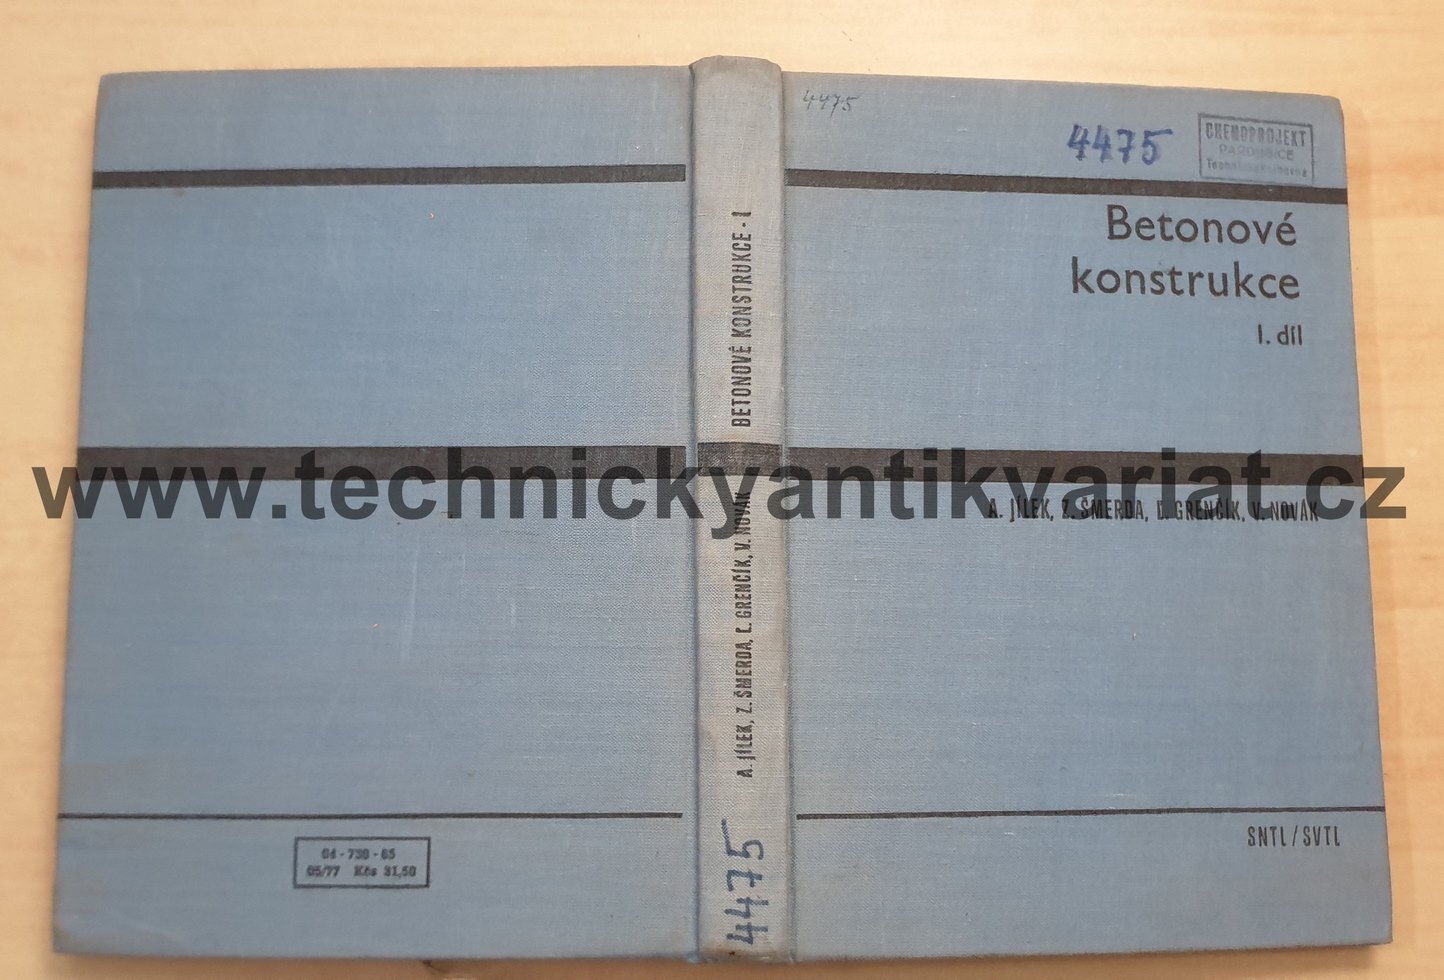 4475
4475
CHEMOPROJEKT
PARDUBICE
Betonové
konstrukce
I. díl
A. JÍLEK, Z. ŠMERDA, Ľ. GRENČÍK, V. NOVÁK
SNTL/SVTL
BETONOVÉ KONSTRUKCE - I
A. JÍLEK, Z. ŠMERDA, Ľ. GRENČÍK, V. NOVÁK
4475
04-730-65
05/77 Kčs 31,50
www.technickyantikvariat.cz